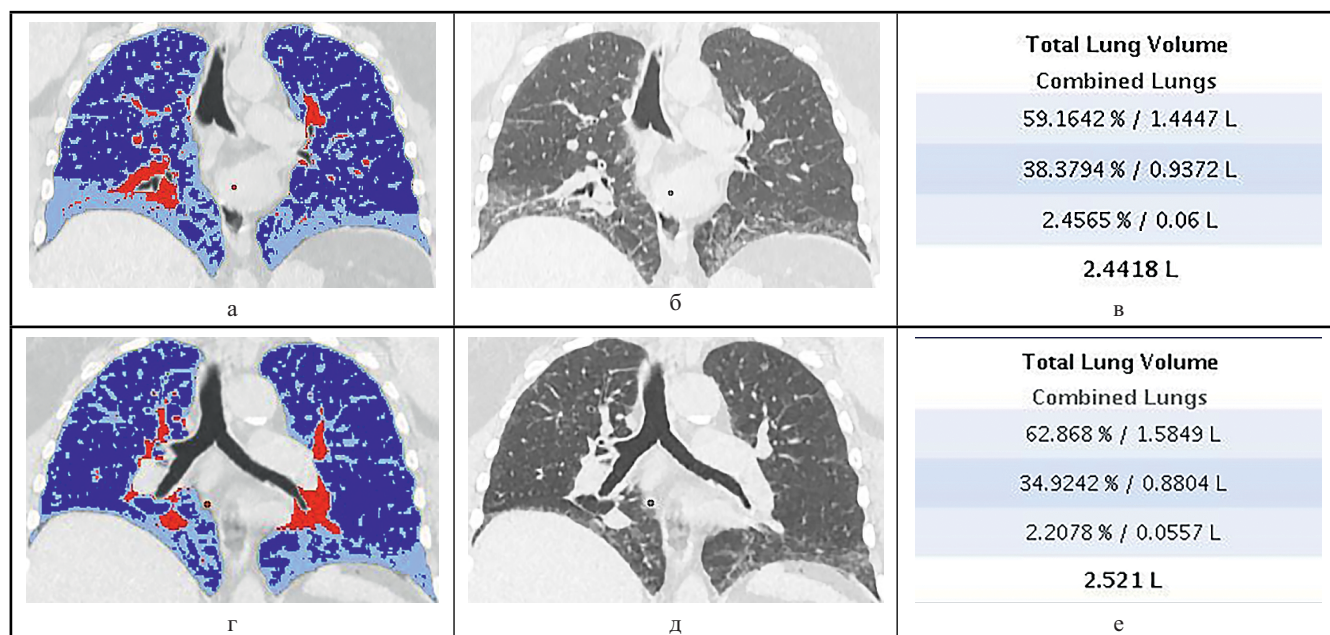 Total Lung Volume
Combined Lungs
59.1642 % / 1.4447 L
38.3794 % / 0.9372 L
2.4565 % / 0.06 L
2.4418 L
а
б
в
Total Lung Volume
Combined Lungs
62.868 % / 1.5849 L
34.9242 % / 0.8804 L
2.2078 % / 0.0557 L
2.521 L
г
д
е